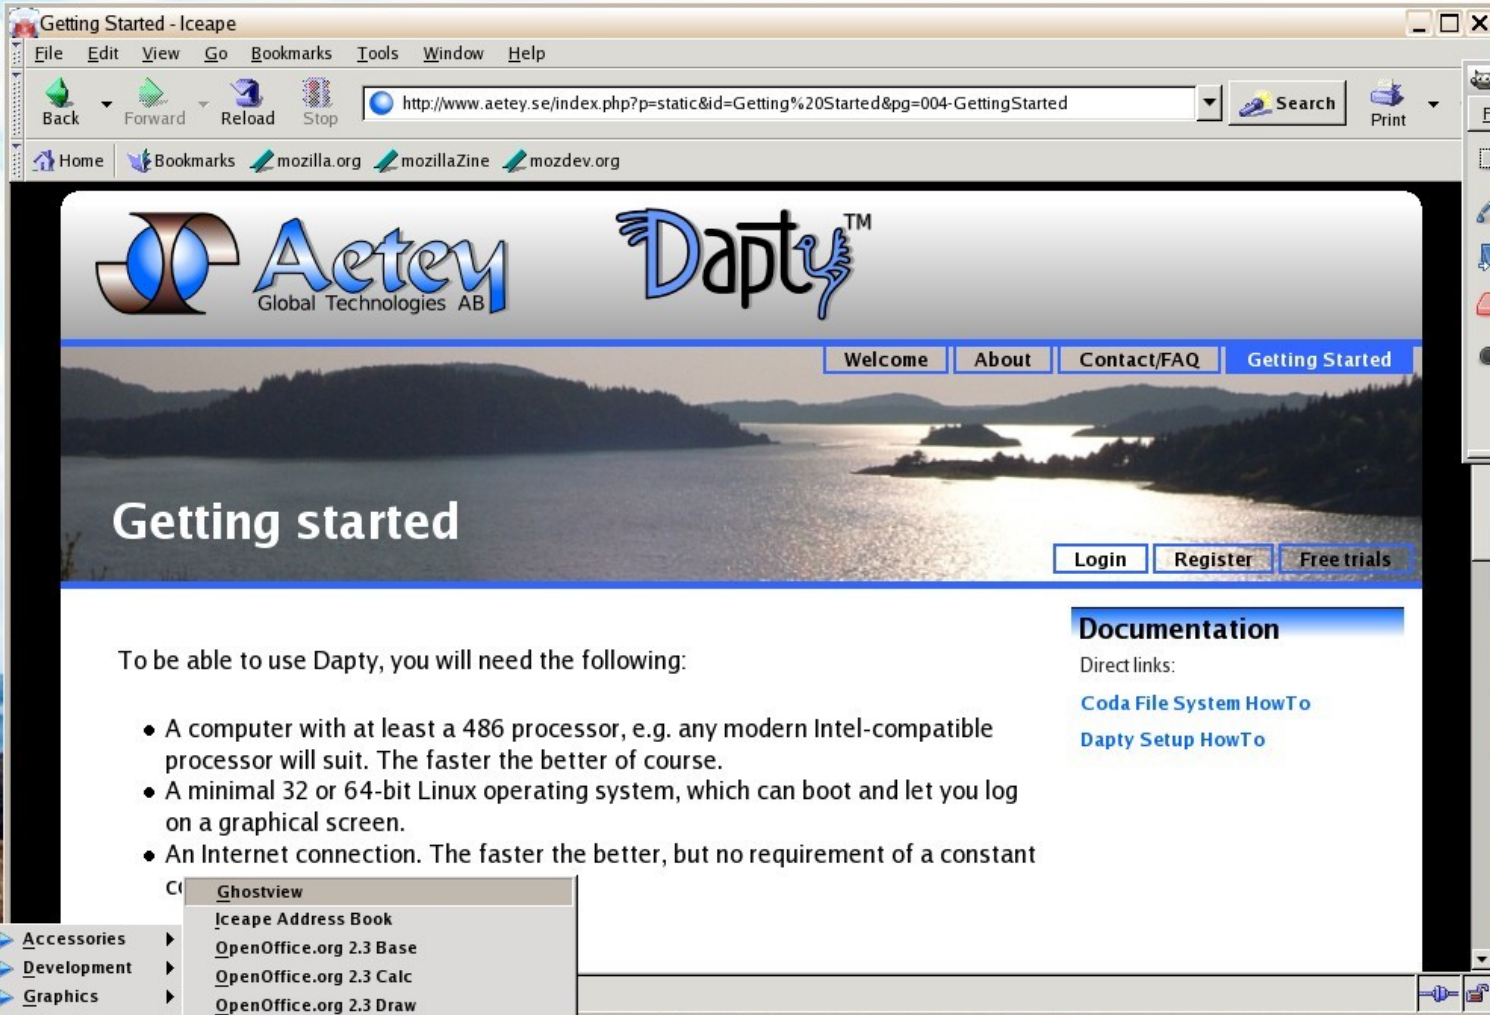 Getting Started - Iceape
File Edit View Go Bookmarks Tools Window Help
Back Forward Reload Stop http://www.aetey.se/index.php?p=static&id=Getting%20Started&pg=004-GettingStarted Search Print
Home Bookmarks mozilla.org mozillaZine mozdev.org
Aetey Dapty™
Global Technologies AB
Welcome About Contact/FAQ Getting Started
Getting started
Login Register Free trials
To be able to use Dapty, you will need the following:
• A computer with at least a 486 processor, e.g. any modern Intel-compatible
processor will suit. The faster the better of course.
• A minimal 32 or 64-bit Linux operating system, which can boot and let you log
on a graphical screen.
• An Internet connection. The faster the better, but no requirement of a constant
Documentation
Direct links:
Coda File System HowTo
Dapty Setup HowTo
Accessories
Development
Graphics
Ghostview
Iceape Address Book
OpenOffice.org 2.3 Base
OpenOffice.org 2.3 Calc
OpenOffice.org 2.3 Draw